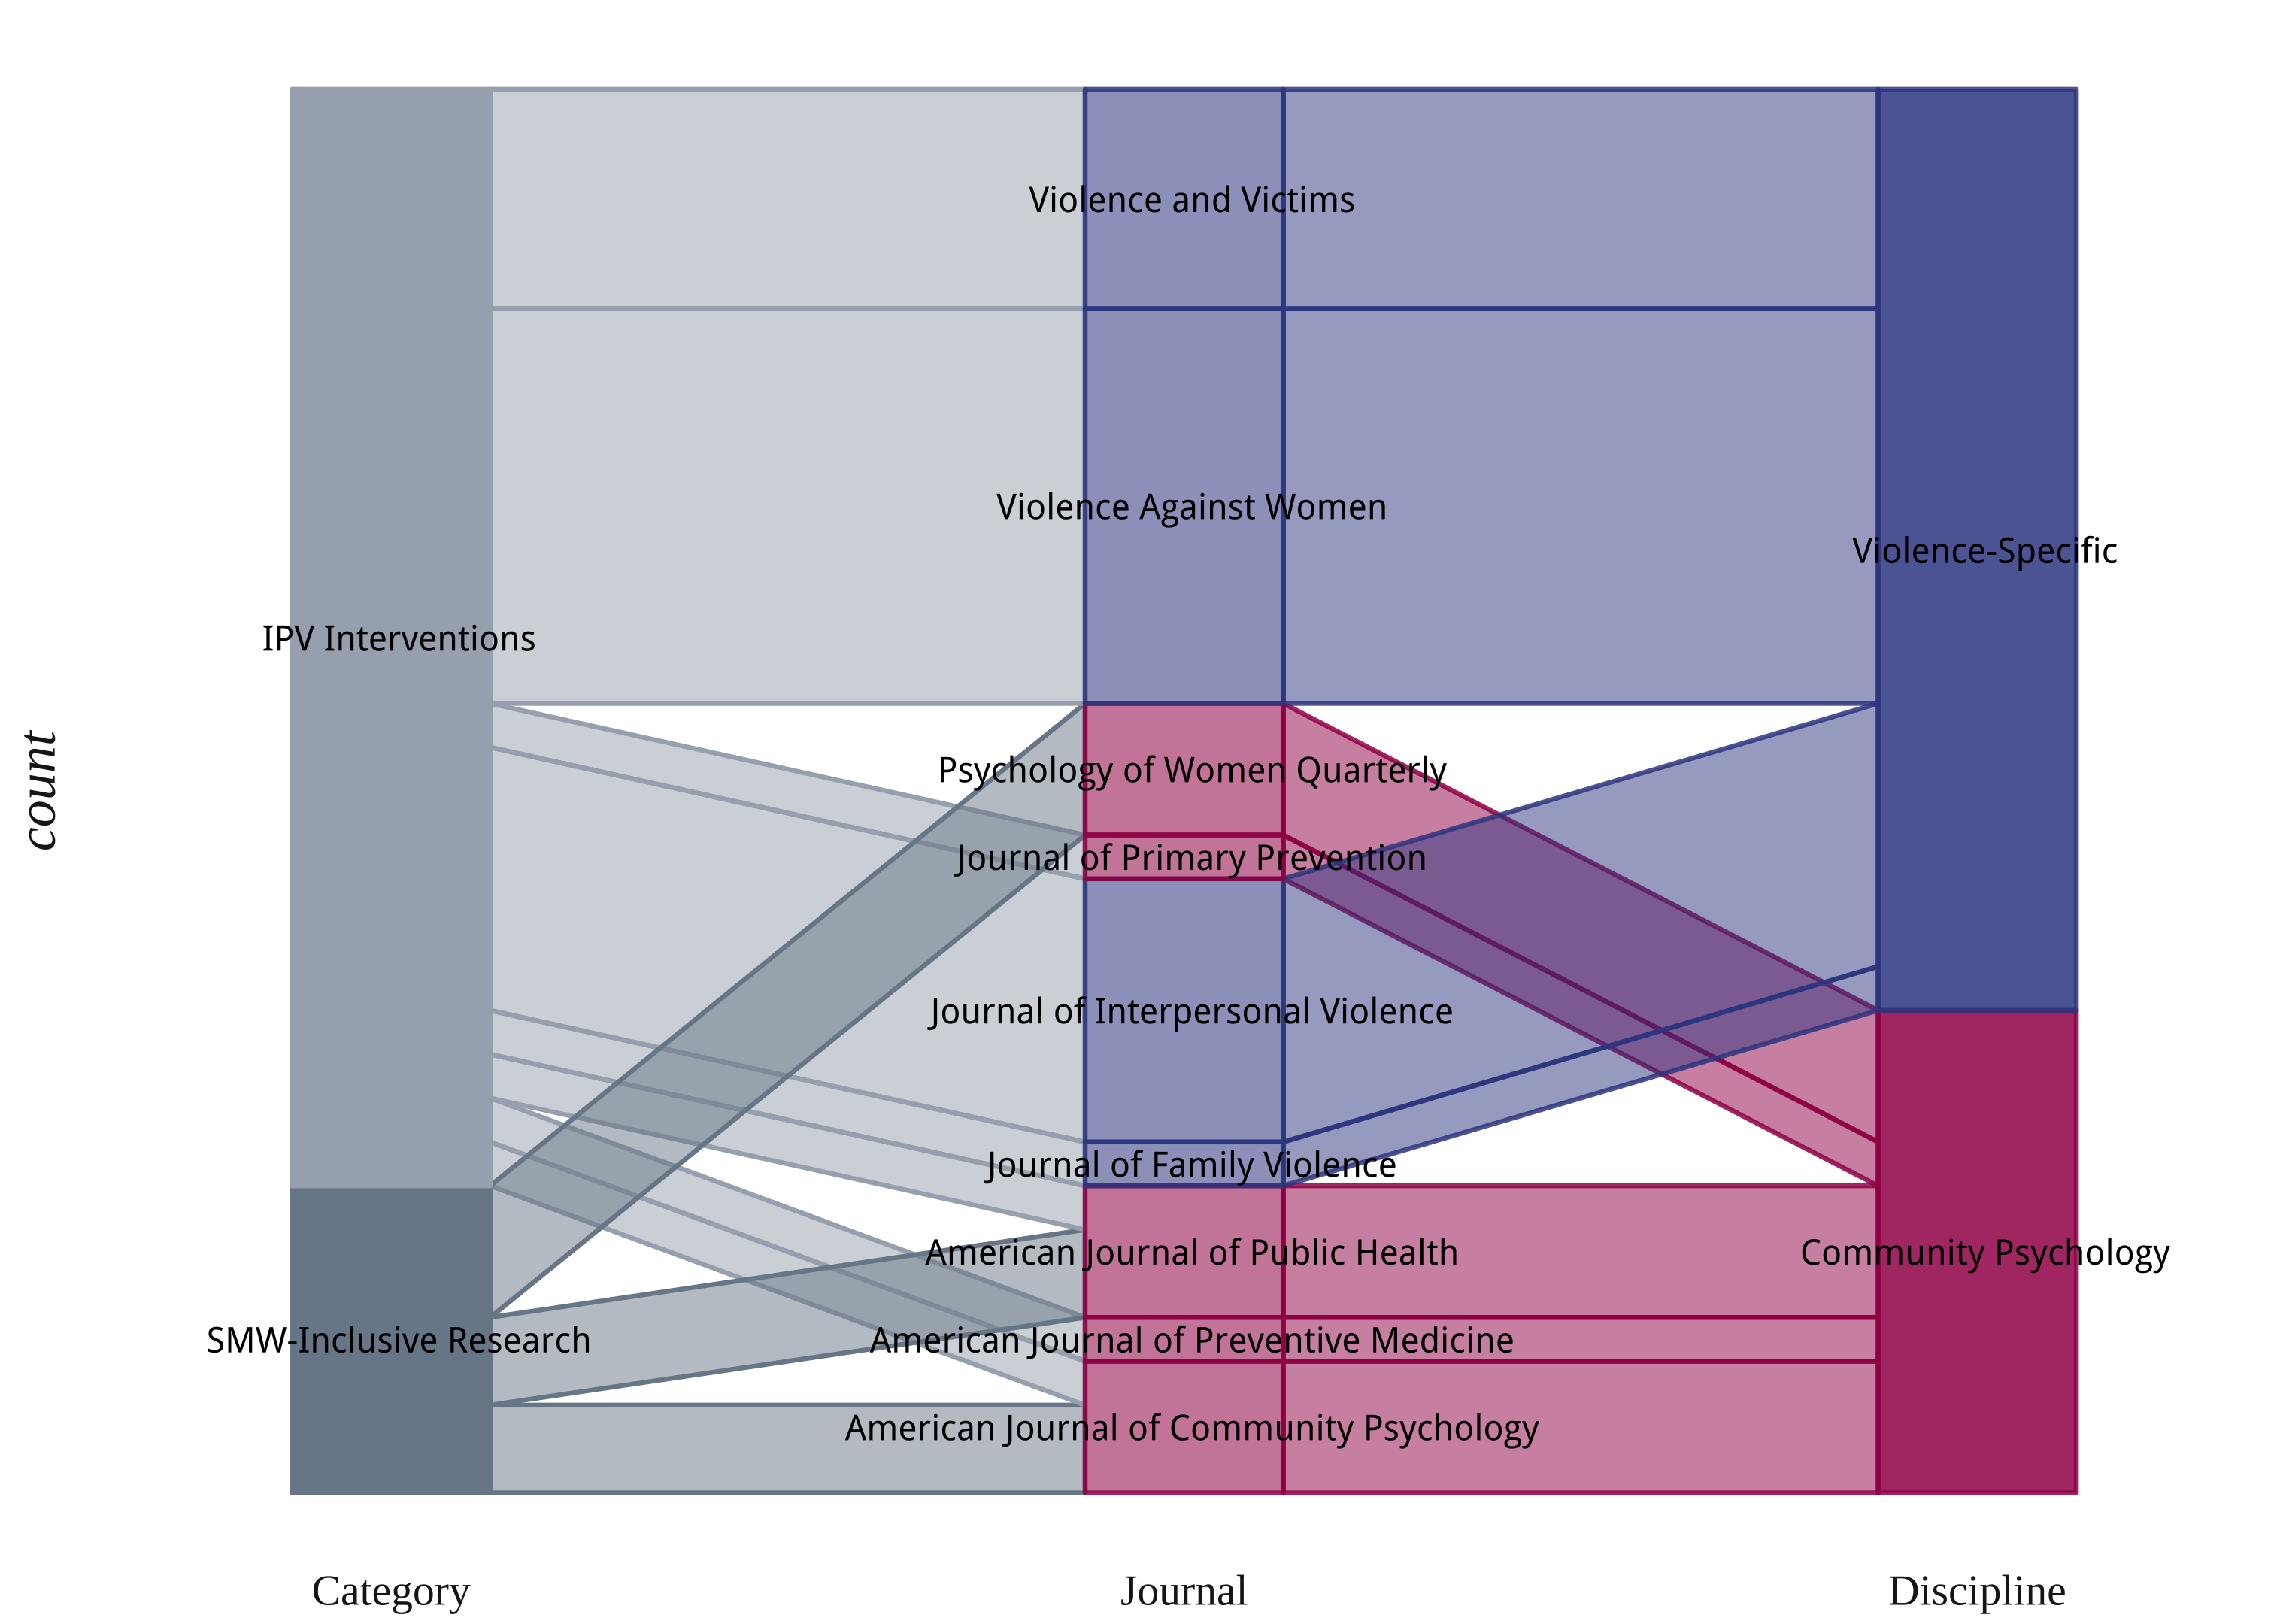 Violence and Victims
Violence Against Women
Violence-Specific
IPV Interventions
count
Psychology of Women Quarterly
Journal of Primary Prevention
Journal of Interpersonal Violence
Journal of Family Violence
American Journal of Public Health
Community Psychology
SMW-Inclusive Research
American Journal of Preventive Medicine
American Journal of Community Psychology
Category
Journal
Discipline